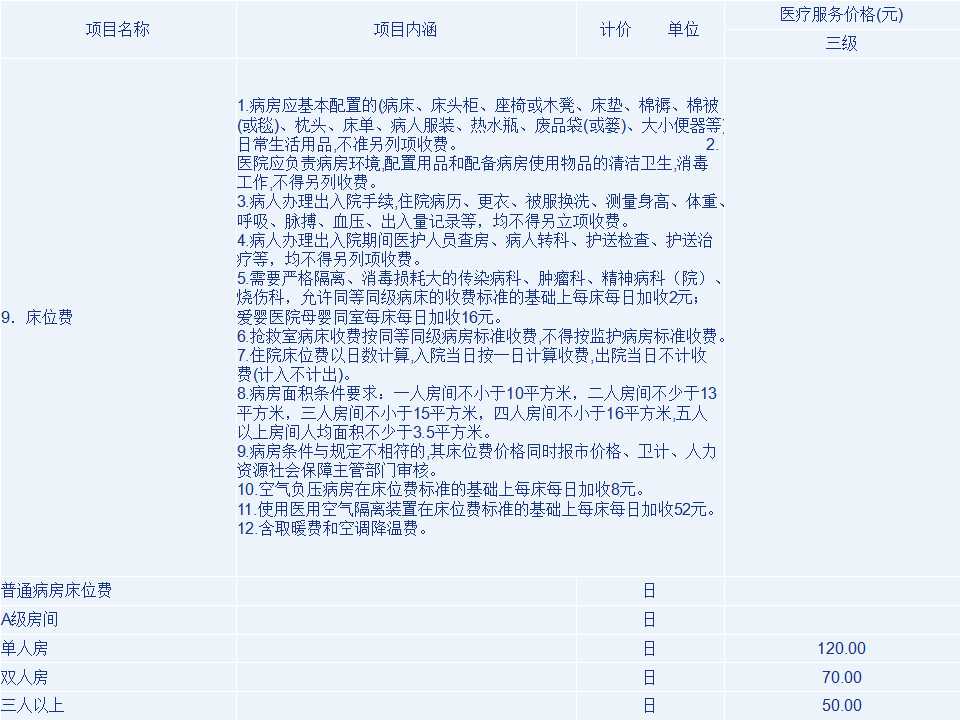 项目名称 项目内涵 计价 单位 医疗服务价格(元)
三级
9．床位费
1.病房应基本配置的(病床、床头柜、座椅或木凳、床垫、棉褥、棉被
(或毯)、枕头、床单、病人服装、热水瓶、废品袋(或篓)、大小便器等)
日常生活用品,不准另列项收费。 2.
医院应负责病房环境,配置用品和配备病房使用物品的清洁卫生,消毒
工作,不得另列收费。
3.病人办理出入院手续,住院病历、更衣、被服换洗、测量身高、体重、
呼吸、脉搏、血压、出入量记录等，均不得另立项收费。
4.病人办理出入院期间医护人员查房、病人转科、护送检查、护送治
疗等，均不得另列项收费。
5.需要严格隔离、消毒损耗大的传染病科、肿瘤科、精神病科（院）、
烧伤科，允许同等同级病床的收费标准的基础上每床每日加收2元；
爱婴医院母婴同室每床每日加收16元。
6.抢救室病床收费按同等同级病房标准收费,不得按监护病房标准收费。
7.住院床位费以日数计算,入院当日按一日计算收费,出院当日不计收
费(计入不计出)。
8.病房面积条件要求：一人房间不小于10平方米，二人房间不少于13
平方米，三人房间不小于15平方米，四人房间不小于16平方米,五人
以上房间人均面积不少于3.5平方米。
9.病房条件与规定不相符的,其床位费价格同时报市价格、卫计、人力
资源社会保障主管部门审核。
10.空气负压病房在床位费标准的基础上每床每日加收8元。
11.使用医用空气隔离装置在床位费标准的基础上每床每日加收52元。
12.含取暖费和空调降温费。
普通病房床位费 日
A级房间 日
单人房 日 120.00
双人房 日 70.00
三人以上 日 50.00